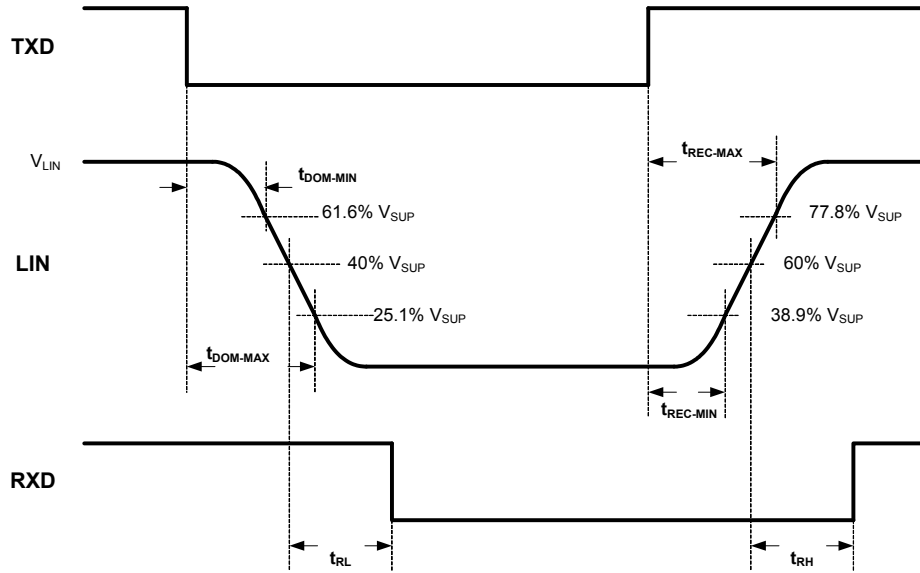 TXD
V_LIN
t_REC-MAX
t_DOM-MIN
61.6% V_SUP
77.8% V_SUP
LIN
40% V_SUP
60% V_SUP
25.1% V_SUP
38.9% V_SUP
t_DOM-MAX
t_REC-MIN
RXD
t_RL
t_RH